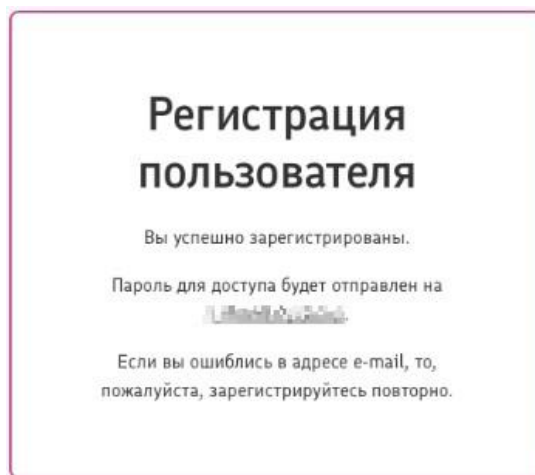 Регистрация
пользователя
Вы успешно зарегистрированы.
Пароль для доступа будет отправлен на
Если вы ошиблись в адресе e-mail, то,
пожалуйста, зарегистрируйтесь повторно.